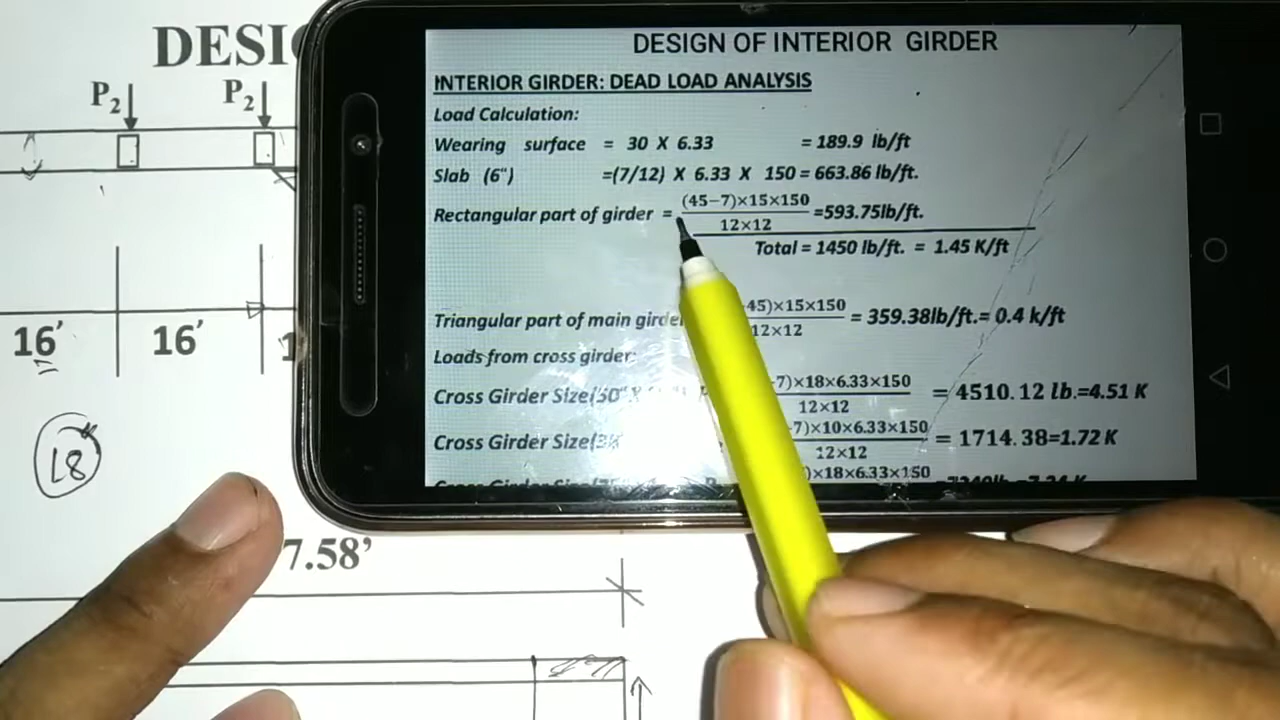 DESI
P2 P2
16’ 16’
18"
7.58’
DESIGN OF INTERIOR GIRDER
INTERIOR GIRDER: DEAD LOAD ANALYSIS
Load Calculation:
Wearing surface = 30 X 6.33 = 189.9 lb/ft
Slab (6") =(7/12) X 6.33 X 150 = 663.86 lb/ft.
Rectangular part of girder = (45−7)×15×150 / 12×12 =593.75lb/ft.
Total = 1450 lb/ft. = 1.45 K/ft
Triangular part of main girder 45)×15×150 / 12×12 = 359.38lb/ft.= 0.4 k/ft
Loads from cross girder:
Cross Girder Size(50" X 7)×18×6.33×150 / 12×12 = 4510.12 lb.=4.51 K
Cross Girder Size( 7)×10×6.33×150 / 12×12 = 1714.38=1.72 K
)×18×6.33×150